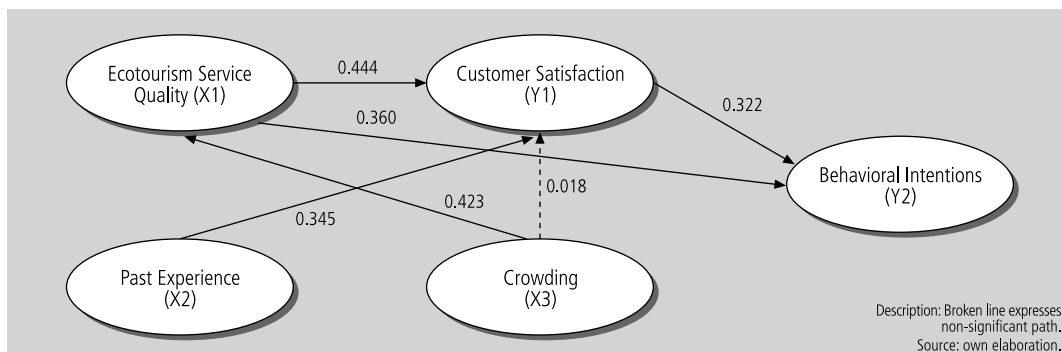 Ecotourism Service
Quality (X1)
0.444
Customer Satisfaction
(Y1)
0.322
0.360
Behavioral Intentions
(Y2)
0.018
0.423
0.345
Past Experience
(X2)
Crowding
(X3)
Description: Broken line expresses
non-significant path.
Source: own elaboration.